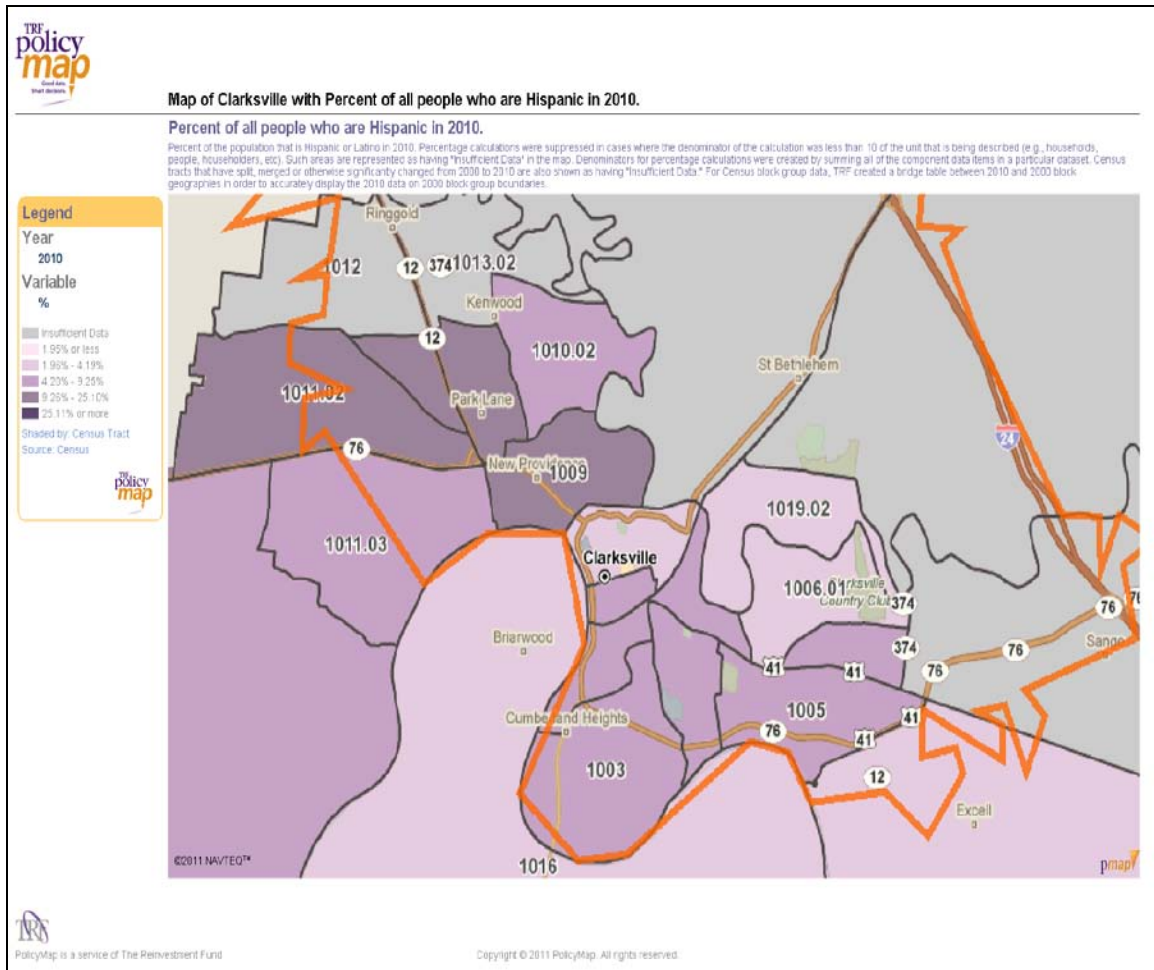 TRF
policy
map
Good data.
Smart decisions.
Map of Clarksville with Percent of all people who are Hispanic in 2010.
Percent of all people who are Hispanic in 2010.
Percent of the population that is Hispanic or Latino in 2010. Percentage calculations were suppressed in cases where the denominator of the calculation was less than 10 of the unit that is being described (e.g., households,
people, householders, etc). Such areas are represented as having "Insufficient Data" in the map. Denominators for percentage calculations were created by summing all of the component data items in a particular dataset. Census
tracts that have split, merged or otherwise significantly changed from 2000 to 2010 are also shown as having "Insufficient Data." For Census block group data, TRF created a bridge table between 2010 and 2000 block
geographies in order to accurately display the 2010 data on 2000 block group boundaries.
Legend
Year
2010
Variable
%
Insufficient Data
1.95% or less
1.96% - 4.19%
4.20% - 9.25%
9.26% - 25.10%
25.11% or more
Shaded by: Census Tract
Source: Census
TRF
policy
map
Ringgold
1012
12
374
1013.02
Kenwood
12
1010.02
St Bethlehem
1011.02
Park Lane
76
24
New Providence
1009
1019.02
1011.03
Clarksville
1006.01
Clarksville
Country Club
374
76
76
Briarwood
374
Sango
41
41
76
76
Cumberland Heights
1005
41
76
41
1003
12
Excell
1016
©2011 NAVTEQ™
pmap
TRF
PolicyMap is a service of The Reinvestment Fund
Copyright © 2011 PolicyMap. All rights reserved.